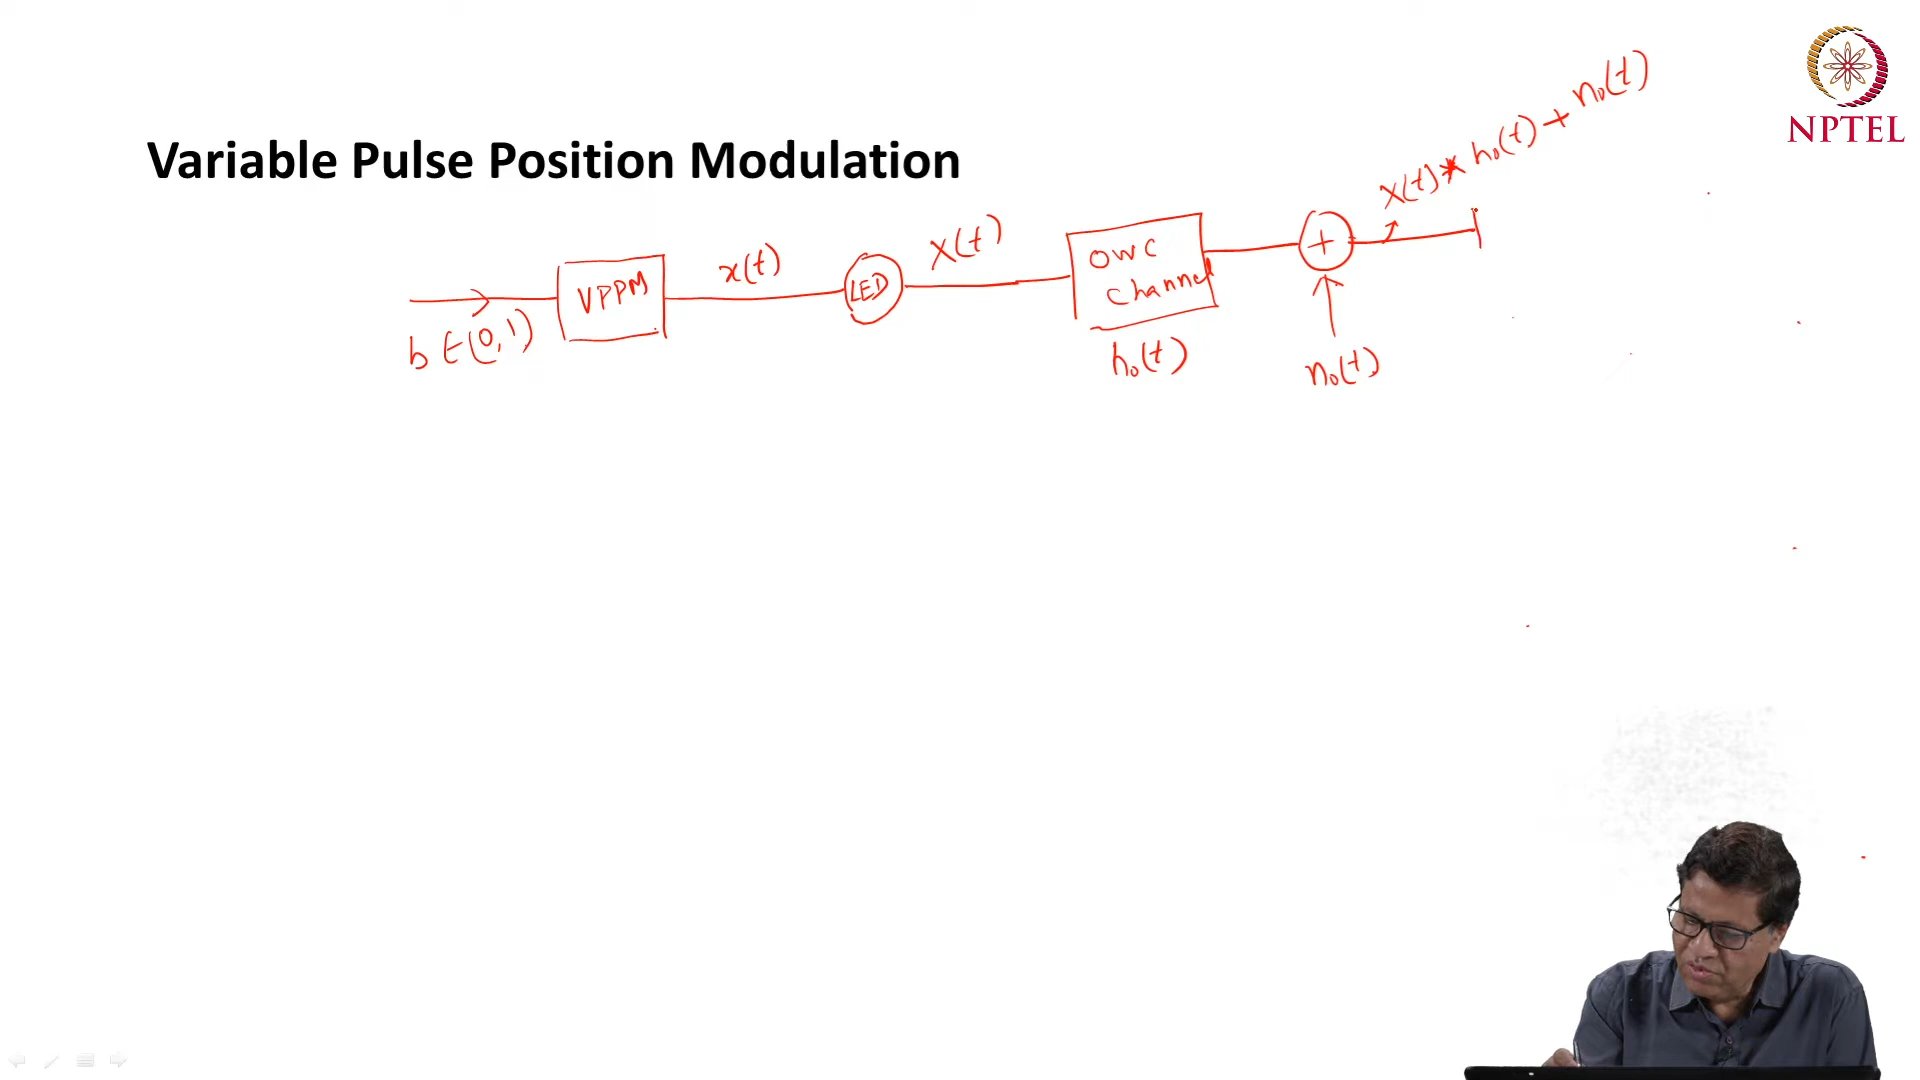 NPTEL
Variable Pulse Position Modulation
X(t) * h₀(t) + n₀(t)
b ∈ (0, 1)
VPPM
x(t)
LED
X(t)
OWC
Channel
h₀(t)
+
n₀(t)